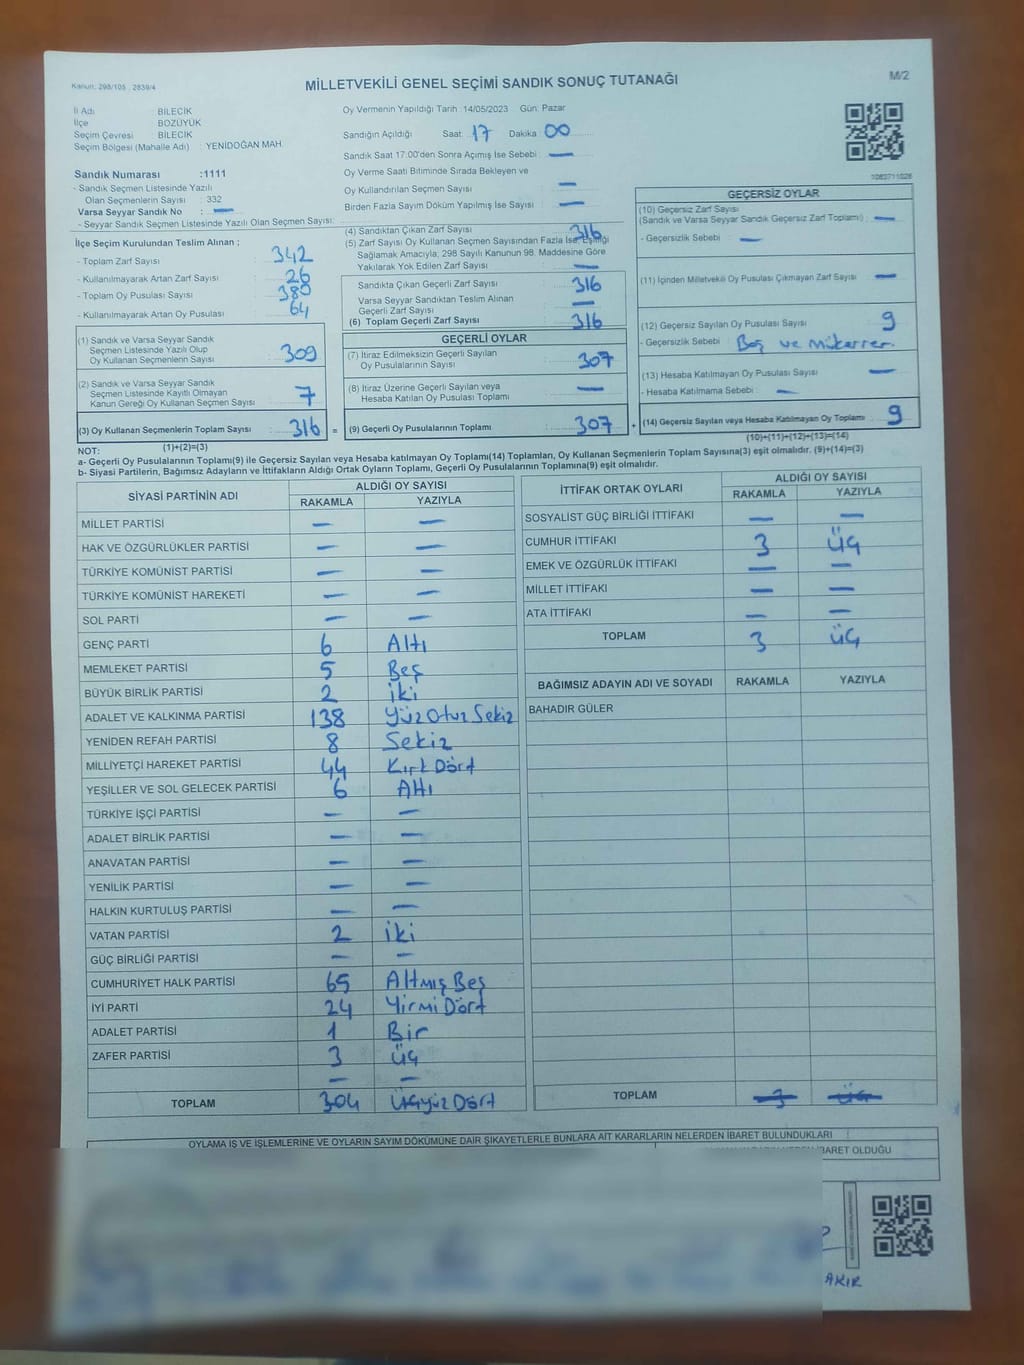 Kanun: 298/105 , 2839/4
MİLLETVEKİLİ GENEL SEÇİMİ SANDIK SONUÇ TUTANAĞI
M/2
İl Adı : BİLECİK
İlçe : BOZÜYÜK
Seçim Çevresi : BİLECİK
Seçim Bölgesi (Mahalle Adı) : YENİDOĞAN MAH.
Oy Vermenin Yapıldığı Tarih :14/05/2023 Gün: Pazar
Sandığın Açıldığı Saat: 17 Dakika 00
Sandık Saat 17:00'den Sonra Açımış İse Sebebi : —
Oy Verme Saati Bitiminde Sırada Bekleyen ve
Oy Kullandırılan Seçmen Sayısı —
Birden Fazla Sayım Döküm Yapılmış İse Sayısı : —
1083711028
Sandık Numarası :1111
- Sandık Seçmen Listesinde Yazılı
Olan Seçmenlerin Sayısı : 332
Varsa Seyyar Sandık No : —
- Seyyar Sandık Seçmen Listesinde Yazılı Olan Seçmen Sayısı:
İlçe Seçim Kurulundan Teslim Alınan ;
- Toplam Zarf Sayısı : 342
- Kullanılmayarak Artan Zarf Sayısı : 26
- Toplam Oy Pusulası Sayısı : 380
- Kullanılmayarak Artan Oy Pusulası : 64
(1) Sandık ve Varsa Seyyar Sandık
Seçmen Listesinde Yazılı Olup
Oy Kullanan Seçmenlerin Sayısı : 309
(2) Sandık ve Varsa Seyyar Sandık
Seçmen Listesinde Kayıtlı Olmayan
Kanun Gereği Oy Kullanan Seçmen Sayısı : 7
(3) Oy Kullanan Seçmenlerin Toplam Sayısı : 316 =
(1)+(2)=(3)
(4) Sandıktan Çıkan Zarf Sayısı : 316
(5) Zarf Sayısı Oy Kullanan Seçmen Sayısından Fazla İse, Eşitliği
Sağlamak Amacıyla, 298 Sayılı Kanunun 98. Maddesine Göre
Yakılarak Yok Edilen Zarf Sayısı : —
Sandıkta Çıkan Geçerli Zarf Sayısı : 316
Varsa Seyyar Sandıktan Teslim Alınan
Geçerli Zarf Sayısı : —
(6) Toplam Geçerli Zarf Sayısı : 316
GEÇERLİ OYLAR
(7) İtiraz Edilmeksizin Geçerli Sayılan
Oy Pusulalarının Sayısı : 307
(8) İtiraz Üzerine Geçerli Sayılan veya
Hesaba Katılan Oy Pusulası Toplamı : —
(9) Geçerli Oy Pusulalarının Toplamı : 307 +
GEÇERSİZ OYLAR
(10) Geçersiz Zarf Sayısı
(Sandık ve Varsa Seyyar Sandık Geçersiz Zarf Toplamı) : —
- Geçersizlik Sebebi : —
(11) İçinden Milletvekili Oy Pusulası Çıkmayan Zarf Sayısı : —
(12) Geçersiz Sayılan Oy Pusulası Sayısı : 9
- Geçersizlik Sebebi : Boş ve Mükerrer.
(13) Hesaba Katılmayan Oy Pusulası Sayısı : —
- Hesaba Katılmama Sebebi : —
(14) Geçersiz Sayılan veya Hesaba Katılmayan Oy Toplamı : 9
(10)+(11)+(12)+(13)=(14)
NOT:
a- Geçerli Oy Pusulalarının Toplamı(9) ile Geçersiz Sayılan veya Hesaba katılmayan Oy Toplamı(14) Toplamları, Oy Kullanan Seçmenlerin Toplam Sayısına(3) eşit olmalıdır. (9)+(14)=(3)
b- Siyasi Partilerin, Bağımsız Adayların ve İttifakların Aldığı Ortak Oyların Toplamı, Geçerli Oy Pusulalarının Toplamına(9) eşit olmalıdır.
SİYASİ PARTİNİN ADI ALDIĞI OY SAYISI
RAKAMLA YAZIYLA
MİLLET PARTİSİ — —
HAK VE ÖZGÜRLÜKLER PARTİSİ — —
TÜRKİYE KOMÜNİST PARTİSİ — —
TÜRKİYE KOMÜNİST HAREKETİ — —
SOL PARTİ — —
GENÇ PARTİ 6 Altı
MEMLEKET PARTİSİ 5 Beş
BÜYÜK BİRLİK PARTİSİ 2 İki
ADALET VE KALKINMA PARTİSİ 138 Yüz Otuz Sekiz
YENİDEN REFAH PARTİSİ 8 Sekiz
MİLLİYETÇİ HAREKET PARTİSİ 44 Kırk Dört
YEŞİLLER VE SOL GELECEK PARTİSİ 6 Altı
TÜRKİYE İŞÇİ PARTİSİ — —
ADALET BİRLİK PARTİSİ — —
ANAVATAN PARTİSİ — —
YENİLİK PARTİSİ — —
HALKIN KURTULUŞ PARTİSİ — —
VATAN PARTİSİ 2 İki
GÜÇ BİRLİĞİ PARTİSİ — —
CUMHURİYET HALK PARTİSİ 65 Altmış Beş
İYİ PARTİ 24 Yirmi Dört
ADALET PARTİSİ 1 Bir
ZAFER PARTİSİ 3 Üç
— —
TOPLAM 304 Üçyüz Dört
İTTİFAK ORTAK OYLARI ALDIĞI OY SAYISI
RAKAMLA YAZIYLA
SOSYALİST GÜÇ BİRLİĞİ İTTİFAKI — —
CUMHUR İTTİFAKI 3 Üç
EMEK VE ÖZGÜRLÜK İTTİFAKI — —
MİLLET İTTİFAKI — —
ATA İTTİFAKI — —
TOPLAM 3 Üç
BAĞIMSIZ ADAYIN ADI VE SOYADI RAKAMLA YAZIYLA
BAHADIR GÜLER
TOPLAM 3 Üç
OYLAMA İŞ VE İŞLEMLERİNE VE OYLARIN SAYIM DÖKÜMÜNE DAİR ŞİKAYETLERLE BUNLARA AİT KARARLARIN NELERDEN İBARET BULUNDUKLARI
İBARET OLDUĞU
AKIR